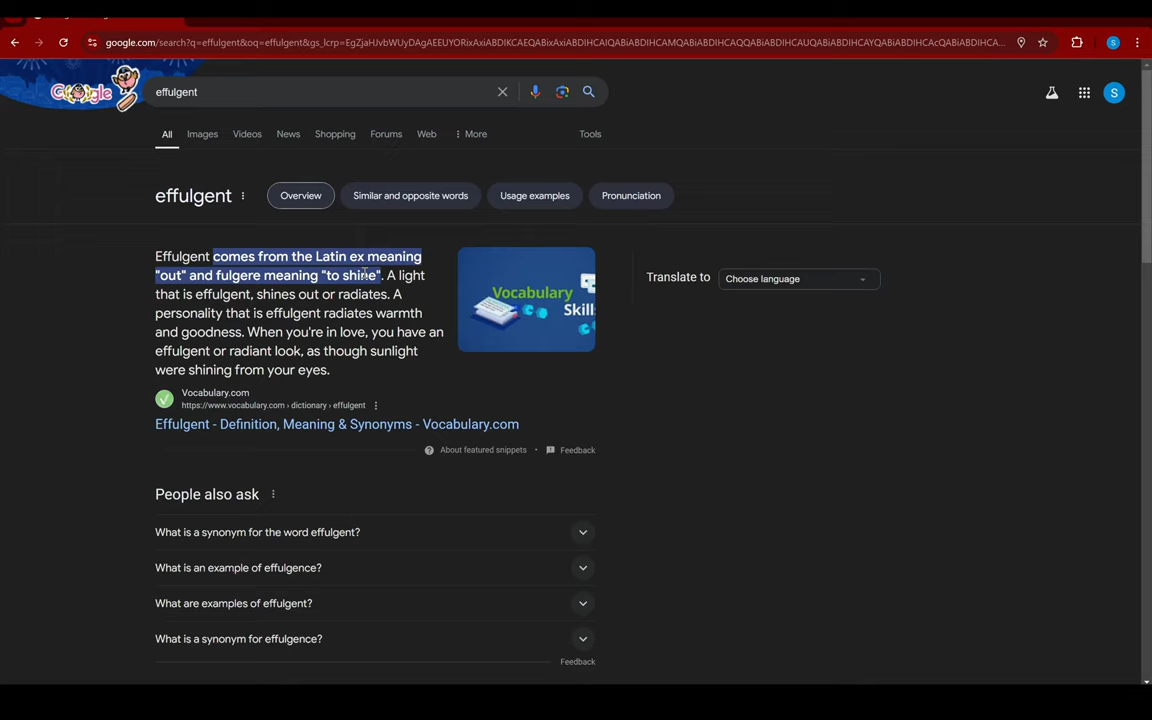 google.com/search?q=effulgent&oq=effulgent&gs_lcrp=EgZjaHJvbWUyDAgAEEUYORixAxiABDIKCAEQABixAxiABDIHCAIQABiABDIHCAMQABiABDIHCAQQABiABDIHCAUQABiABDIHCAYQABiABDIHCAcQABiABDIHCA...
S
Google
effulgent
S
All Images Videos News Shopping Forums Web More Tools
effulgent Overview Similar and opposite words Usage examples Pronunciation
Effulgent comes from the Latin ex meaning
"out" and fulgere meaning "to shine". A light
that is effulgent, shines out or radiates. A
personality that is effulgent radiates warmth
and goodness. When you're in love, you have an
effulgent or radiant look, as though sunlight
were shining from your eyes.
Vocabulary
Skills
Translate to Choose language
Vocabulary.com
https://www.vocabulary.com › dictionary › effulgent
Effulgent - Definition, Meaning & Synonyms - Vocabulary.com
About featured snippets • Feedback
People also ask
What is a synonym for the word effulgent?
What is an example of effulgence?
What are examples of effulgent?
What is a synonym for effulgence?
Feedback